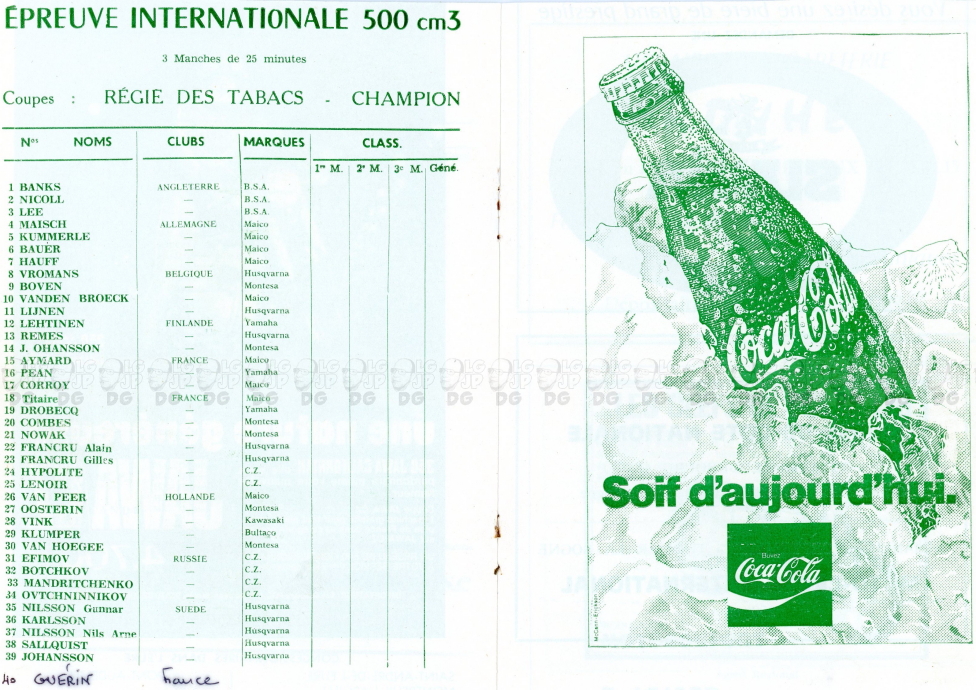 ÉPREUVE INTERNATIONALE 500 cm3
3 Manches de 25 minutes
Coupes : RÉGIE DES TABACS - CHAMPION
Nos NOMS CLUBS MARQUES CLASS.
1re M. 2e M. 3e M. Géné.
1 BANKS ANGLETERRE B.S.A.
2 NICOLL — B.S.A.
3 LEE — B.S.A.
4 MAISCH ALLEMAGNE Maico
5 KUMMERLE — Maico
6 BAUER — Maico
7 HAUFF — Maico
8 VROMANS BELGIQUE Husqvarna
9 BOVEN — Montesa
10 VANDEN BROECK — Maico
11 LIJNEN — Husqvarna
12 LEHTINEN FINLANDE Yamaha
13 REMES — Husqvarna
14 J. OHANSSON — Montesa
15 AYMARD FRANCE Maico
16 PEAN — Yamaha
17 CORROY — Maico
18 Titaire FRANCE Maico
19 DROBECQ — Yamaha
20 COMBES — Montesa
21 NOWAK — Montesa
22 FRANCRU Alain — Husqvarna
23 FRANCRU Gilles — Husqvarna
24 HYPOLITE — C.Z.
25 LENOIR — C.Z.
26 VAN PEER HOLLANDE Maico
27 OOSTERIN — Montesa
28 VINK — Kawasaki
29 KLUMPER — Bultaco
30 VAN HOEGEE — Montesa
31 EFIMOV RUSSIE C.Z.
32 BOTCHKOV — C.Z.
33 MANDRITCHENKO — C.Z.
34 OVTCHNINNIKOV — C.Z.
35 NILSSON Gunnar SUEDE Husqvarna
36 KARLSSON — Husqvarna
37 NILSSON Nils Arne — Husqvarna
38 SALLQUIST — Husqvarna
39 JOHANSSON — Husqvarna
40 GUÉRIN France
Coca-Cola
Soif d'aujourd'hui.
Buvez
Coca-Cola
McCann-Erickson